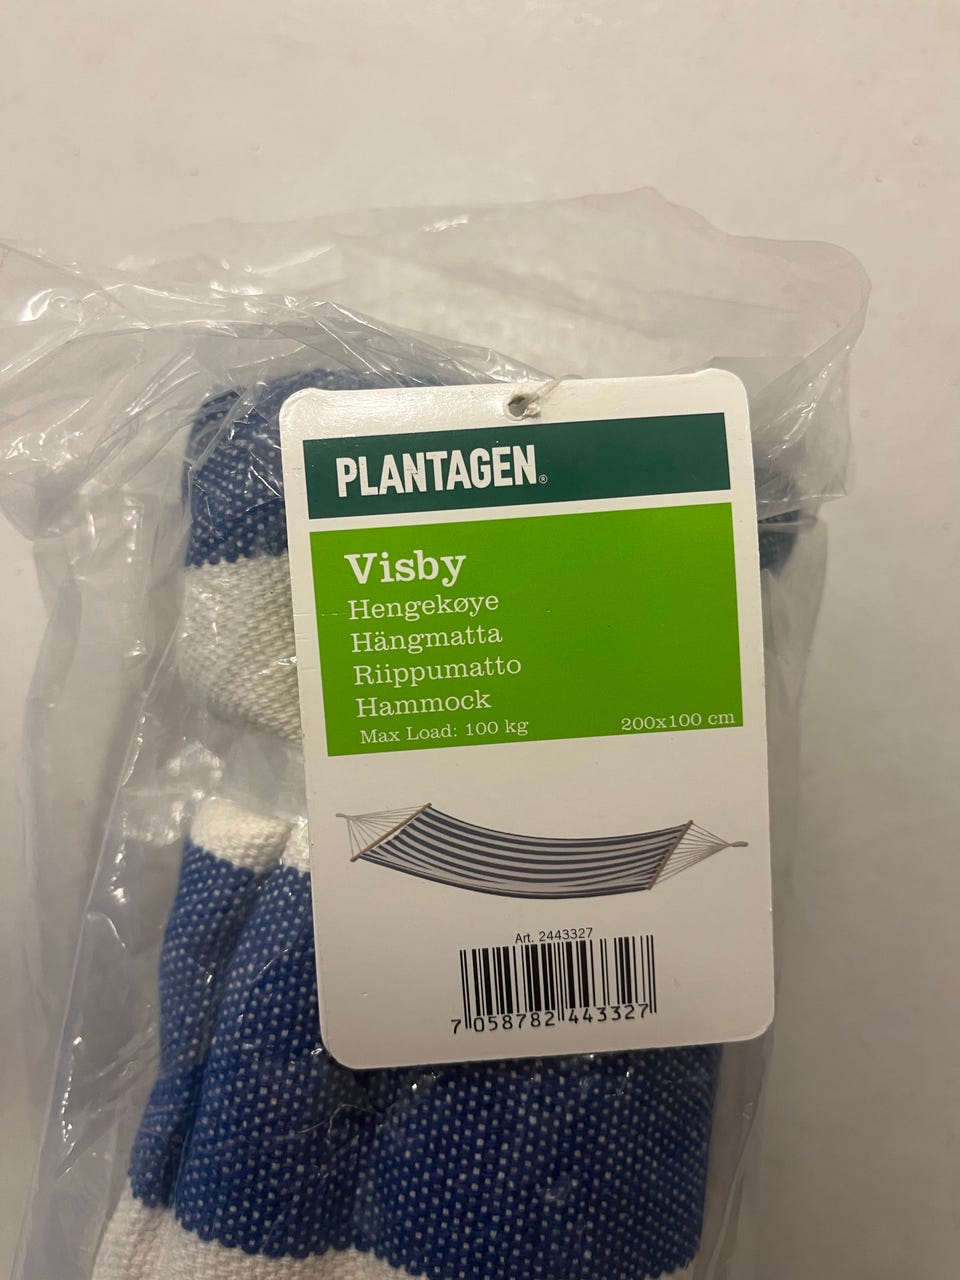 PLANTAGEN®
Visby
Hengekøye
Hängmatta
Riippumatto
Hammock
Max Load: 100 kg 200x100 cm
Art. 2443327
7 058782 443327